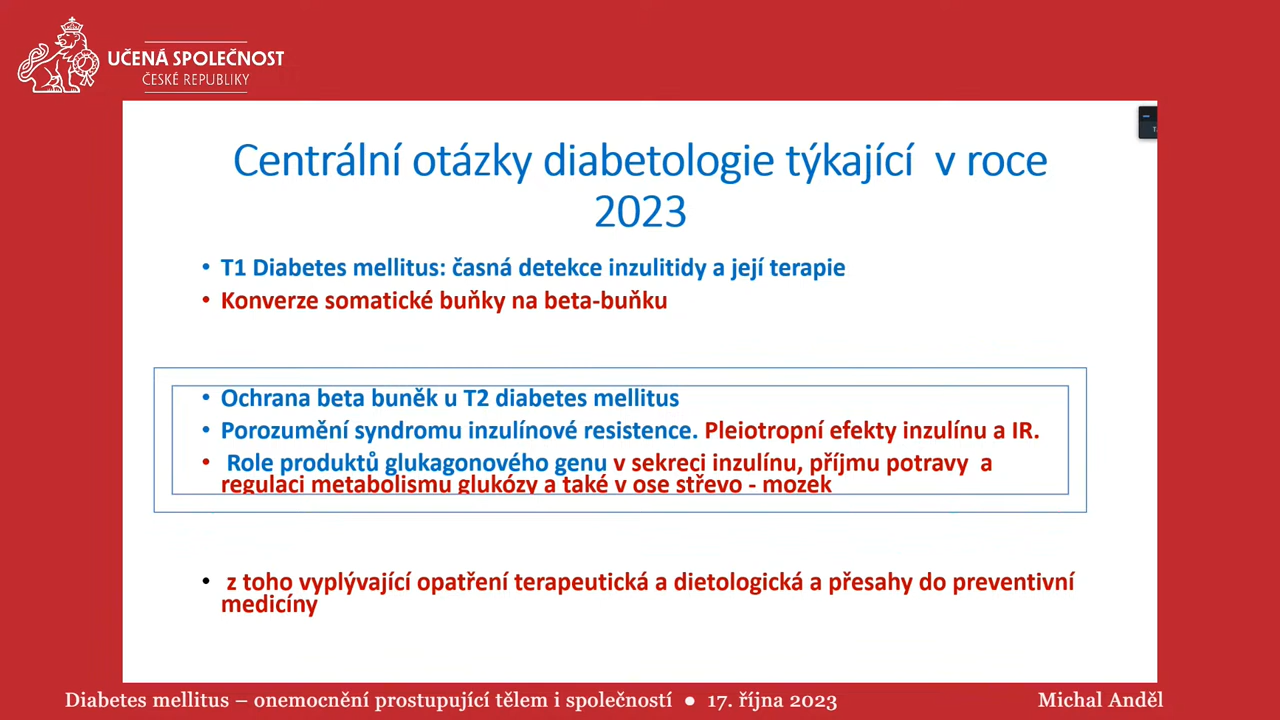 UČENÁ SPOLEČNOST
ČESKÉ REPUBLIKY
Centrální otázky diabetologie týkající v roce
2023
• T1 Diabetes mellitus: časná detekce inzulitidy a její terapie
• Konverze somatické buňky na beta-buňku
• Ochrana beta buněk u T2 diabetes mellitus
• Porozumění syndromu inzulínové resistence. Pleiotropní efekty inzulínu a IR.
• Role produktů glukagonového genu v sekreci inzulínu, příjmu potravy a
regulaci metabolismu glukózy a také v ose střevo - mozek
• z toho vyplývající opatření terapeutická a dietologická a přesahy do preventivní
medicíny
Diabetes mellitus – onemocnění prostupující tělem i společností ● 17. října 2023 Michal Anděl